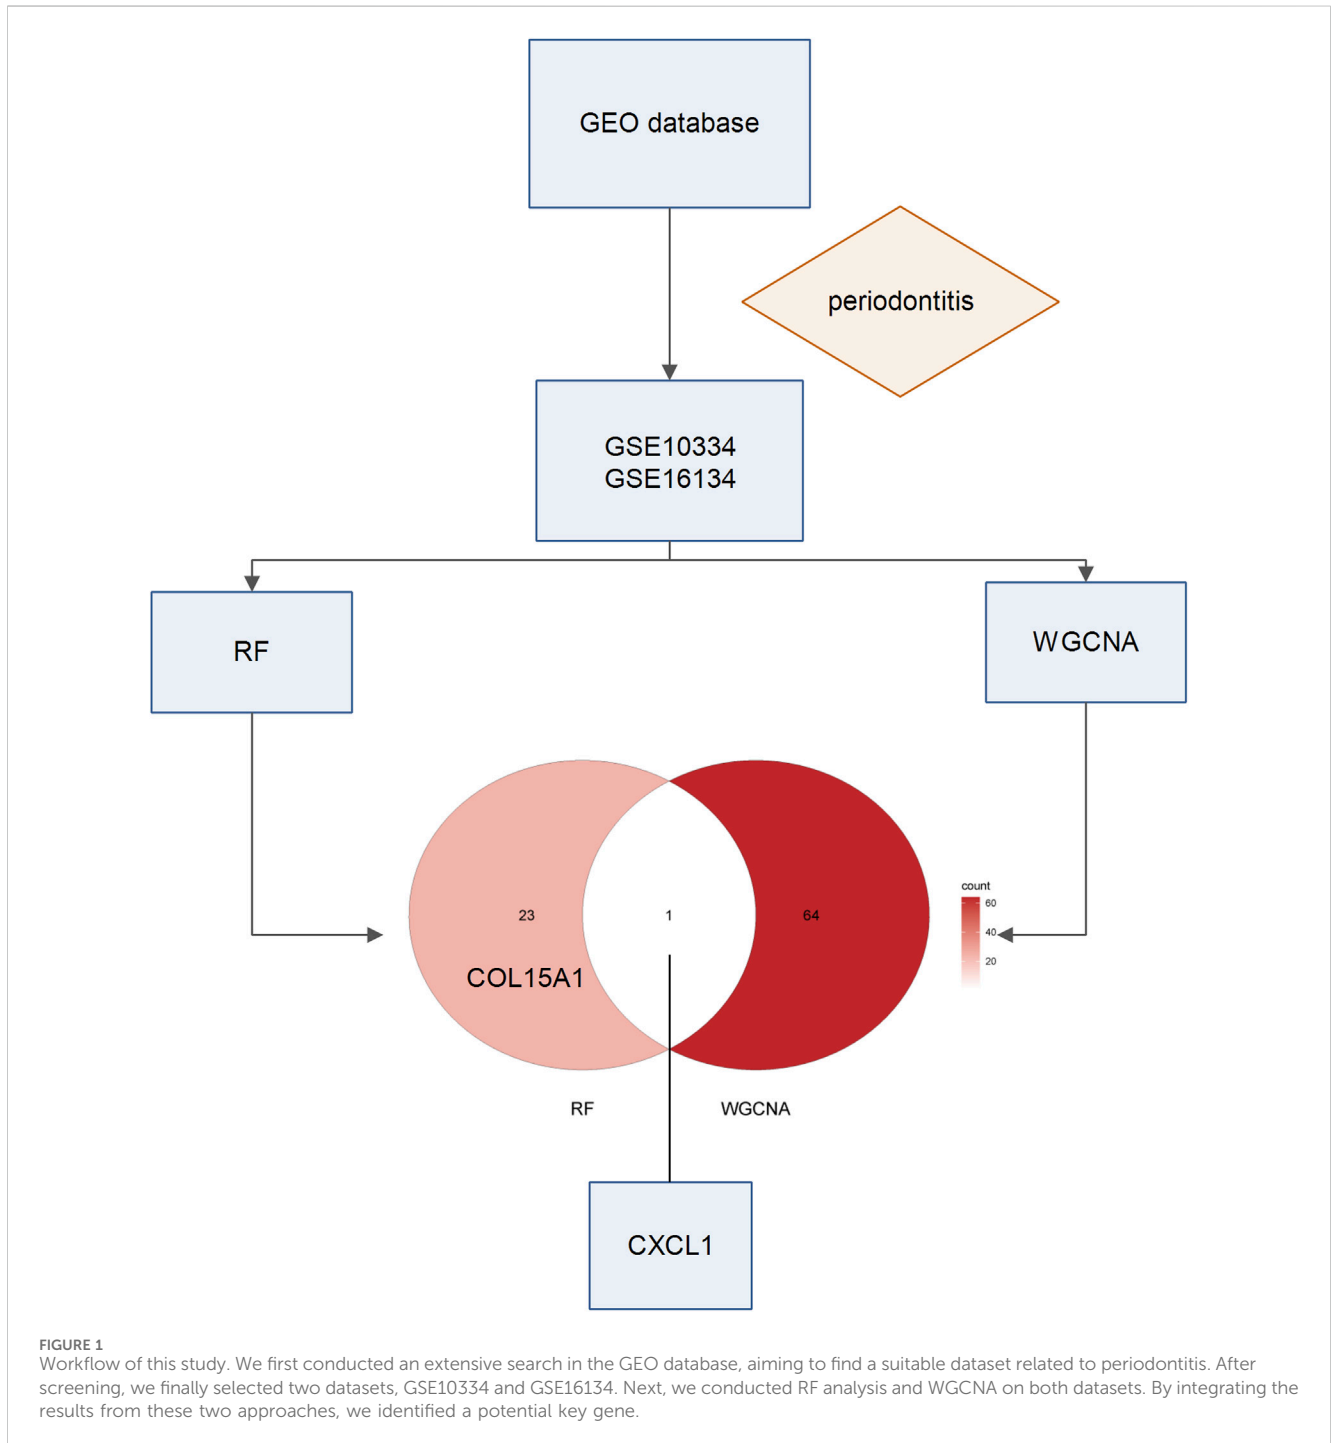 GEO database
periodontitis
GSE10334
GSE16134
RF
WGCNA
count
60
40
20
23
1
64
COL15A1
RF
WGCNA
CXCL1
FIGURE 1
Workflow of this study. We first conducted an extensive search in the GEO database, aiming to find a suitable dataset related to periodontitis. After
screening, we finally selected two datasets, GSE10334 and GSE16134. Next, we conducted RF analysis and WGCNA on both datasets. By integrating the
results from these two approaches, we identified a potential key gene.